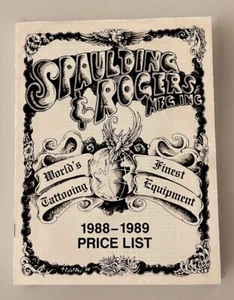 SPAULDING
& ROGERS
MFG. INC.
World's Finest
Tattooing Equipment
1988-1989
PRICE LIST